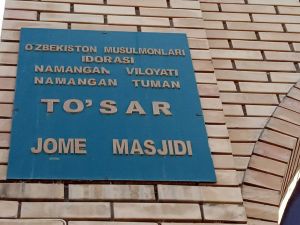 O'ZBEKISTON MUSULMONLARI
IDORASI
NAMANGAN VILOYATI
NAMANGAN TUMAN
TO'SAR
JOME MASJIDI